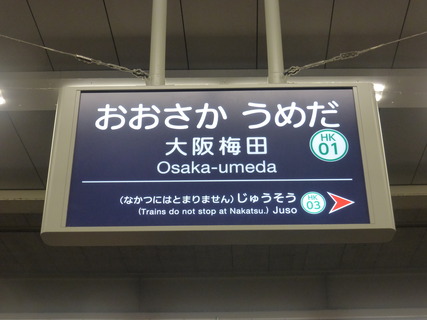 おおさか うめだ
大阪梅田
HK
01
Osaka-umeda
(なかつにはとまりません) じゅうそう
(Trains do not stop at Nakatsu.) Juso
HK
03